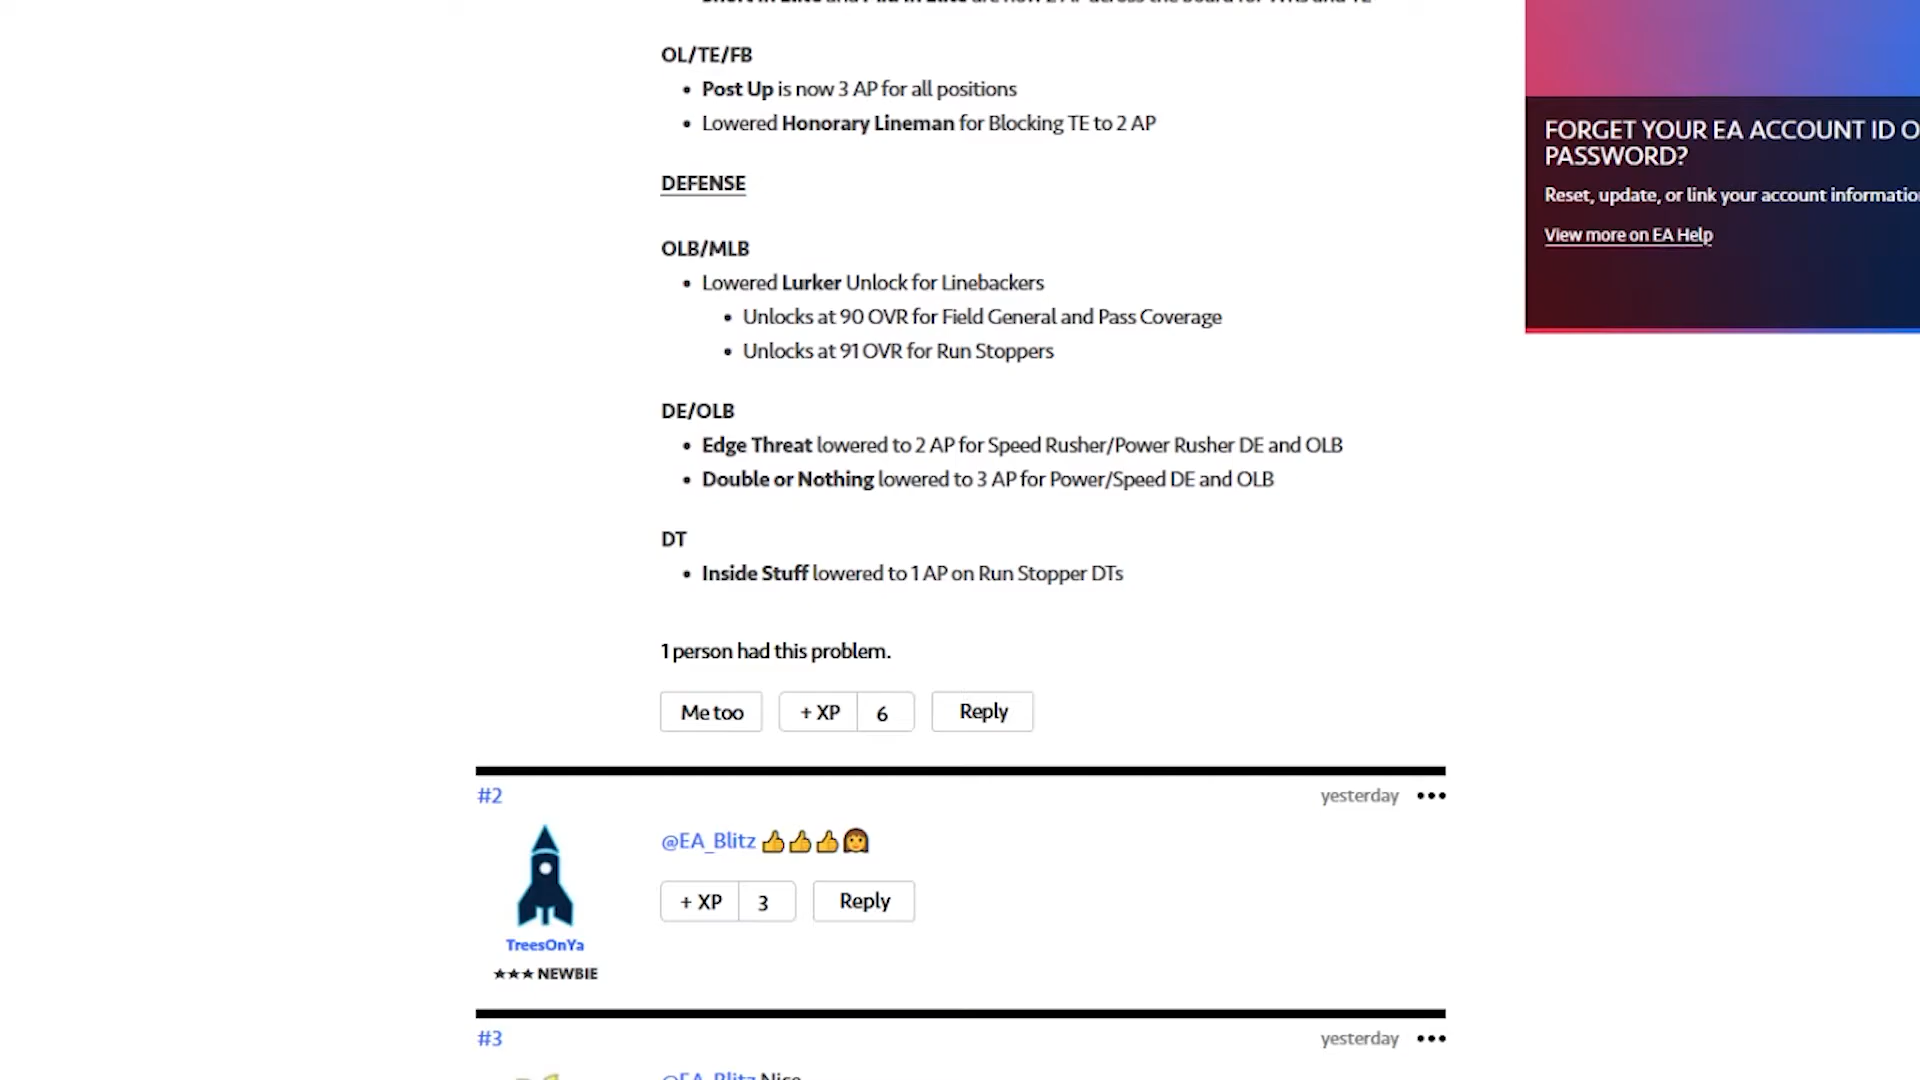 OL/TE/FB
• Post Up is now 3 AP for all positions
• Lowered Honorary Lineman for Blocking TE to 2 AP
DEFENSE
OLB/MLB
• Lowered Lurker Unlock for Linebackers
• Unlocks at 90 OVR for Field General and Pass Coverage
• Unlocks at 91 OVR for Run Stoppers
DE/OLB
• Edge Threat lowered to 2 AP for Speed Rusher/Power Rusher DE and OLB
• Double or Nothing lowered to 3 AP for Power/Speed DE and OLB
DT
• Inside Stuff lowered to 1 AP on Run Stopper DTs
1 person had this problem.
Me too + XP 6 Reply
#2 yesterday •••
@EA_Blitz 👍👍👍👩
+ XP 3 Reply
TreesOnYa
★★★ NEWBIE
#3 yesterday •••
@EA_Blitz Nice
FORGET YOUR EA ACCOUNT ID O
PASSWORD?
Reset, update, or link your account informatio
View more on EA Help